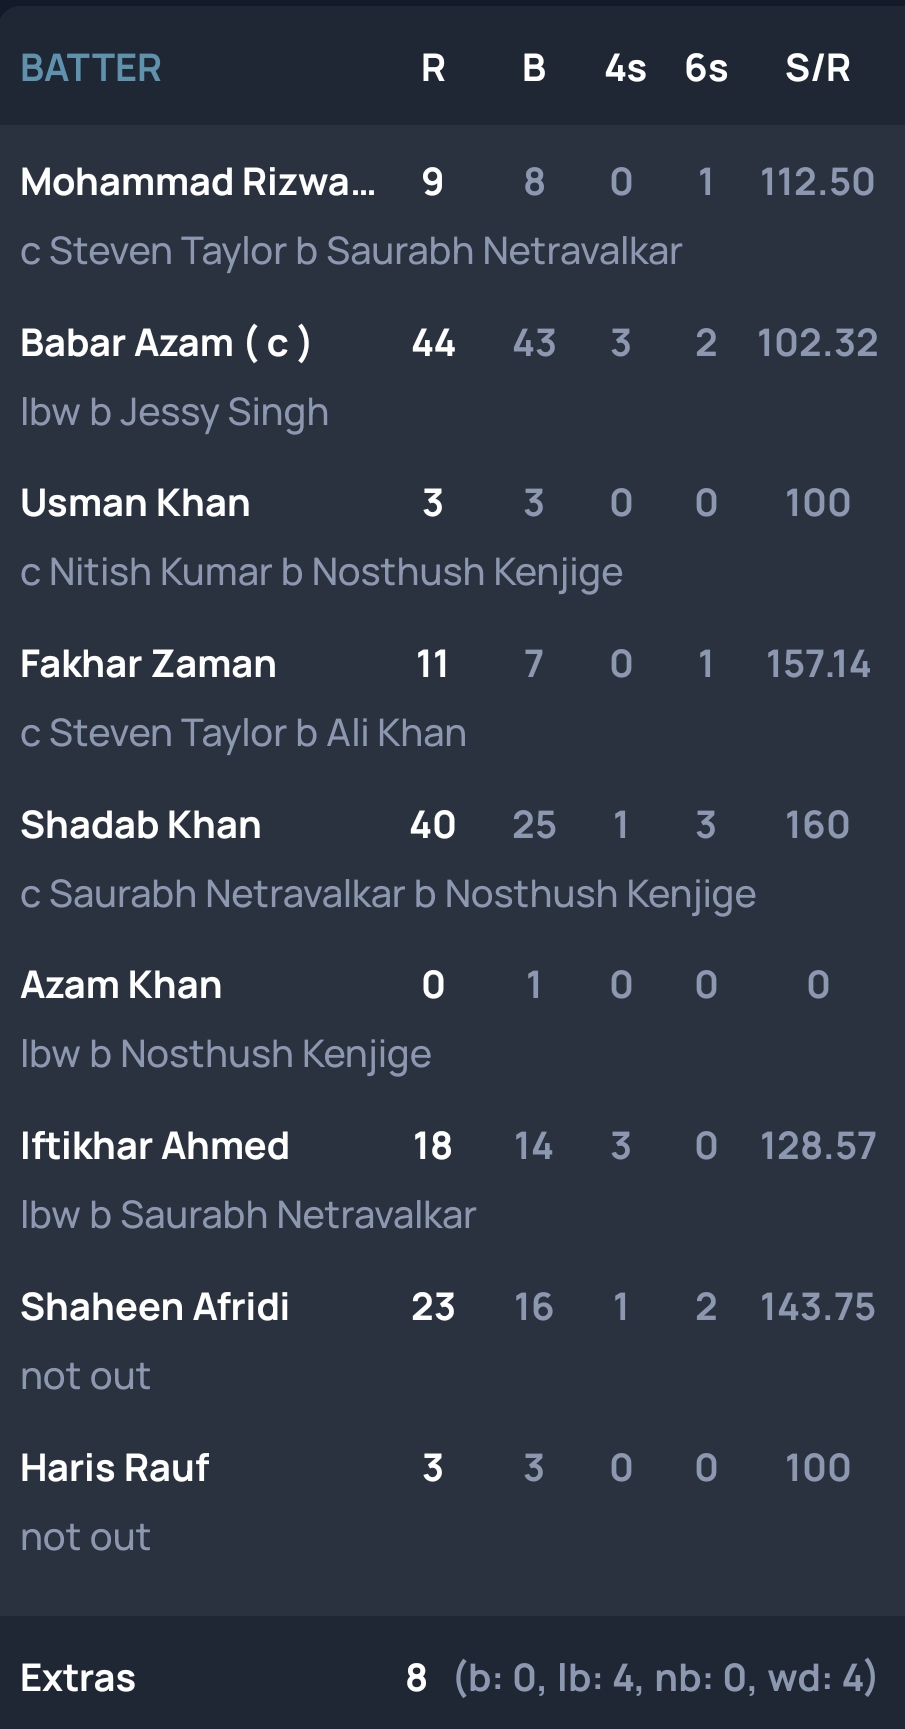 BATTER R B 4s 6s S/R
Mohammad Rizwa... 9 8 0 1 112.50
c Steven Taylor b Saurabh Netravalkar
Babar Azam ( c ) 44 43 3 2 102.32
lbw b Jessy Singh
Usman Khan 3 3 0 0 100
c Nitish Kumar b Nosthush Kenjige
Fakhar Zaman 11 7 0 1 157.14
c Steven Taylor b Ali Khan
Shadab Khan 40 25 1 3 160
c Saurabh Netravalkar b Nosthush Kenjige
Azam Khan 0 1 0 0 0
lbw b Nosthush Kenjige
Iftikhar Ahmed 18 14 3 0 128.57
lbw b Saurabh Netravalkar
Shaheen Afridi 23 16 1 2 143.75
not out
Haris Rauf 3 3 0 0 100
not out
Extras 8 (b: 0, lb: 4, nb: 0, wd: 4)